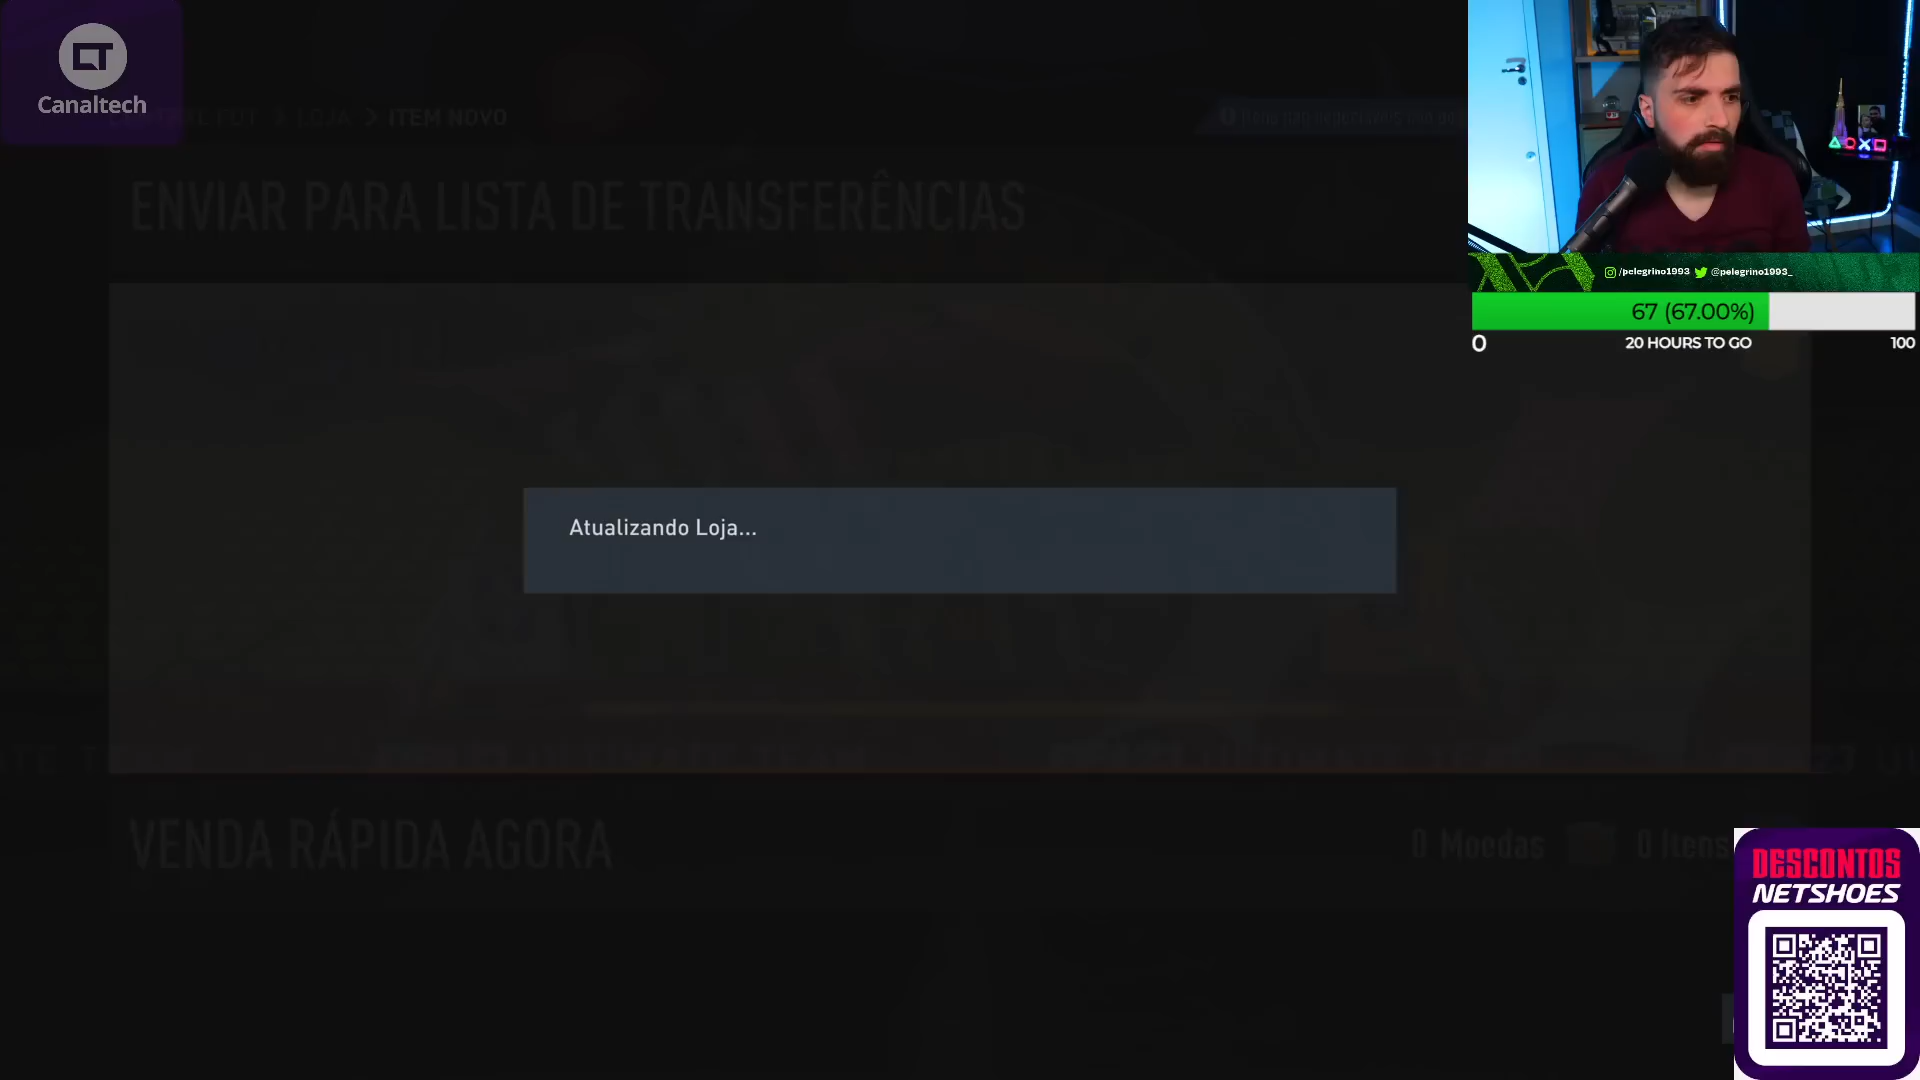 Canaltech
LOJA > ITEM NOVO
ENVIAR PARA LISTA DE TRANSFERÊNCIAS
/pelegrino1993 @pelegrino1993_
67 (67.00%)
0 20 HOURS TO GO 100
Atualizando Loja...
VENDA RÁPIDA AGORA
0 Moedas 0 Itens
DESCONTOS
NETSHOES